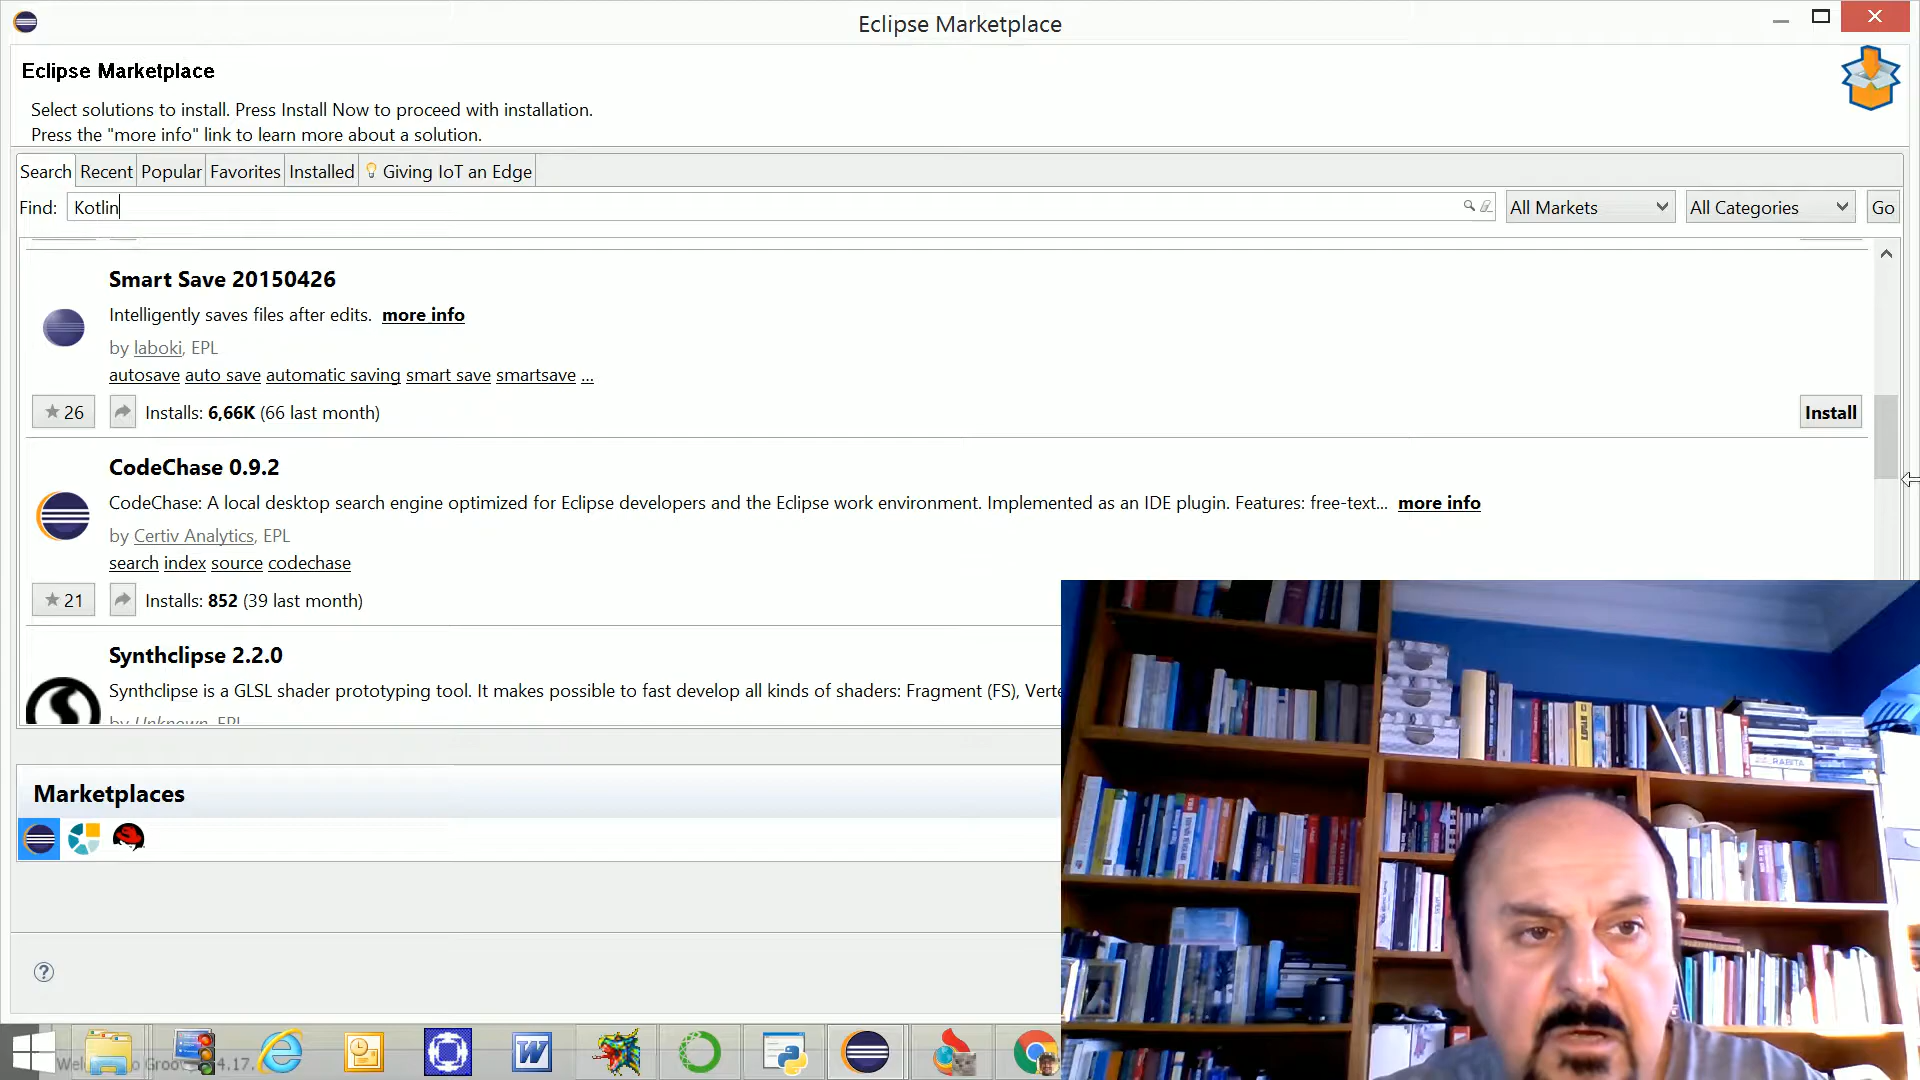 Eclipse Marketplace
Eclipse Marketplace
Select solutions to install. Press Install Now to proceed with installation.
Press the "more info" link to learn more about a solution.
Search Recent Popular Favorites Installed Giving IoT an Edge
Find: Kotlin All Markets All Categories Go
Smart Save 20150426
Intelligently saves files after edits. more info
by laboki, EPL
autosave auto save automatic saving smart save smartsave ...
26 Installs: 6,66K (66 last month) Install
CodeChase 0.9.2
CodeChase: A local desktop search engine optimized for Eclipse developers and the Eclipse work environment. Implemented as an IDE plugin. Features: free-text... more info
by Certiv Analytics, EPL
search index source codechase
21 Installs: 852 (39 last month)
Synthclipse 2.2.0
Synthclipse is a GLSL shader prototyping tool. It makes possible to fast develop all kinds of shaders: Fragment (FS), Verte
by Unknown, EPL
Marketplaces
RABITA